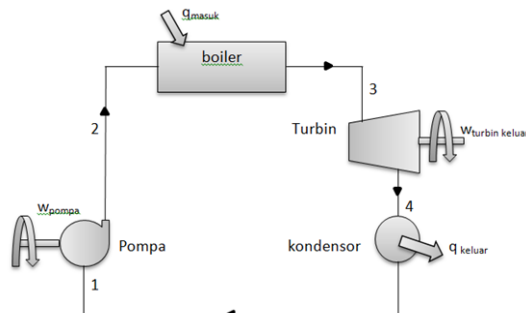 qmasuk
boiler
3
2
Turbin
wturbin keluar
wpompa
4
Pompa
kondensor
q keluar
1